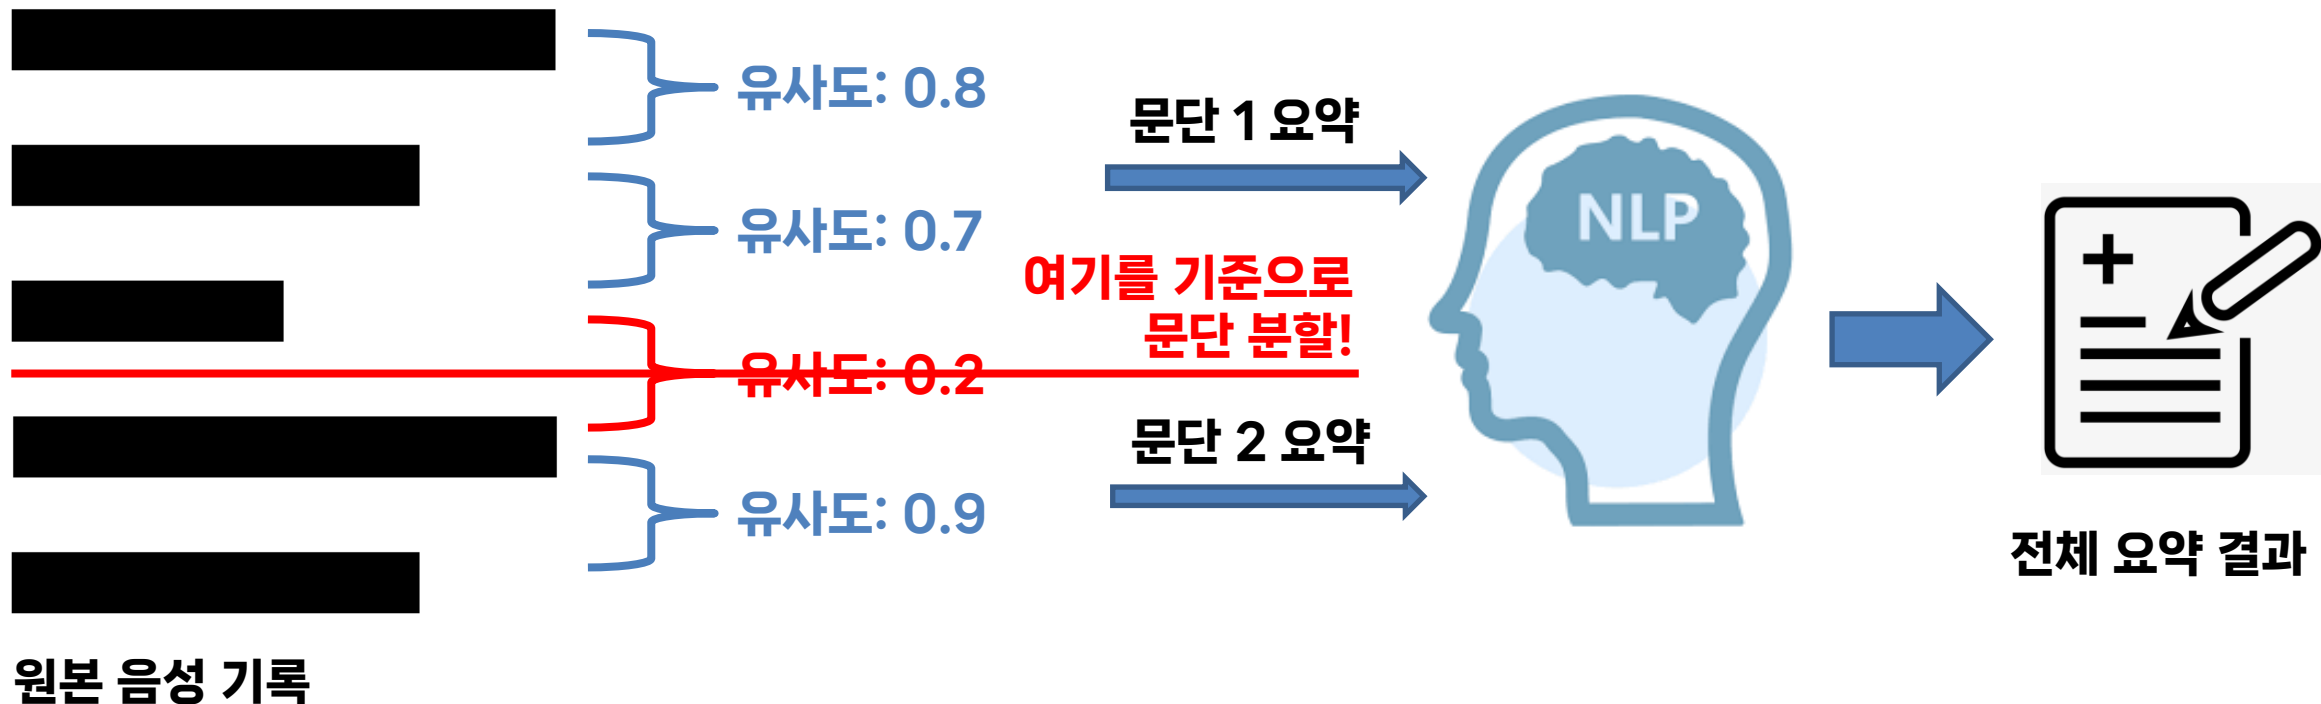 유사도: 0.8
유사도: 0.7
유사도: 0.2
유사도: 0.9
원본 음성 기록
문단 1 요약
여기를 기준으로
문단 분할!
문단 2 요약
NLP
전체 요약 결과